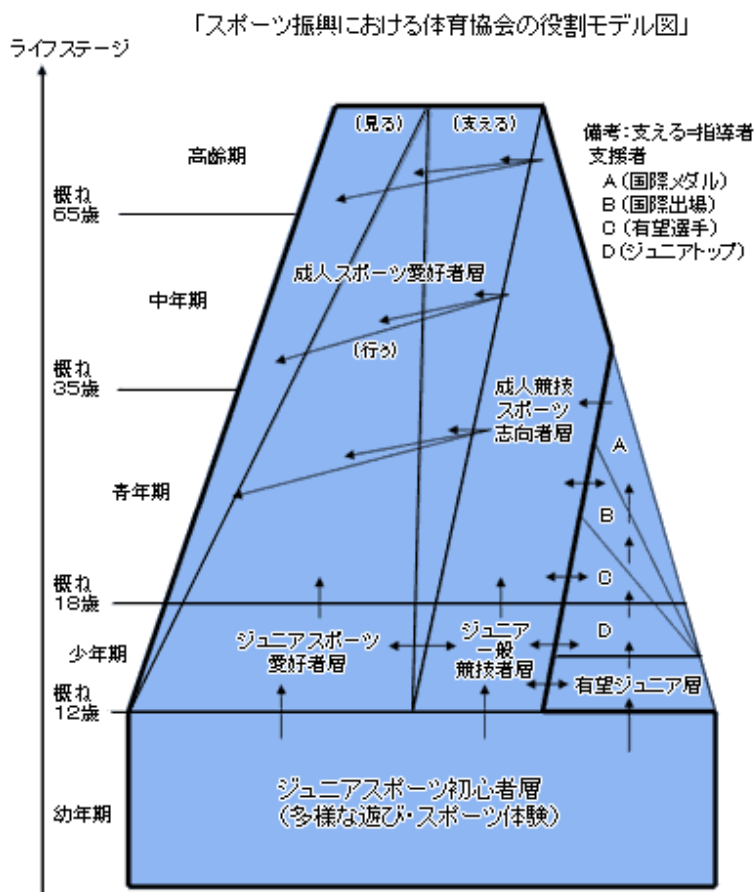 「スポーツ振興における体育協会の役割モデル図」
ライフステージ
(見る)
(支える)
備考:支える=指導者
支援者
A(国際メダル)
B(国際出場)
C(有望選手)
D(ジュニアトップ)
高齢期
概ね
65歳
成人スポーツ愛好者層
中年期
(行う)
概ね
35歳
成人競技
スポーツ
志向者層
A
青年期
B
C
概ね
18歳
D
少年期
ジュニアスポーツ
愛好者層
ジュニア
一般
競技者層
有望ジュニア層
概ね
12歳
ジュニアスポーツ初心者層
(多様な遊び・スポーツ体験)
幼年期